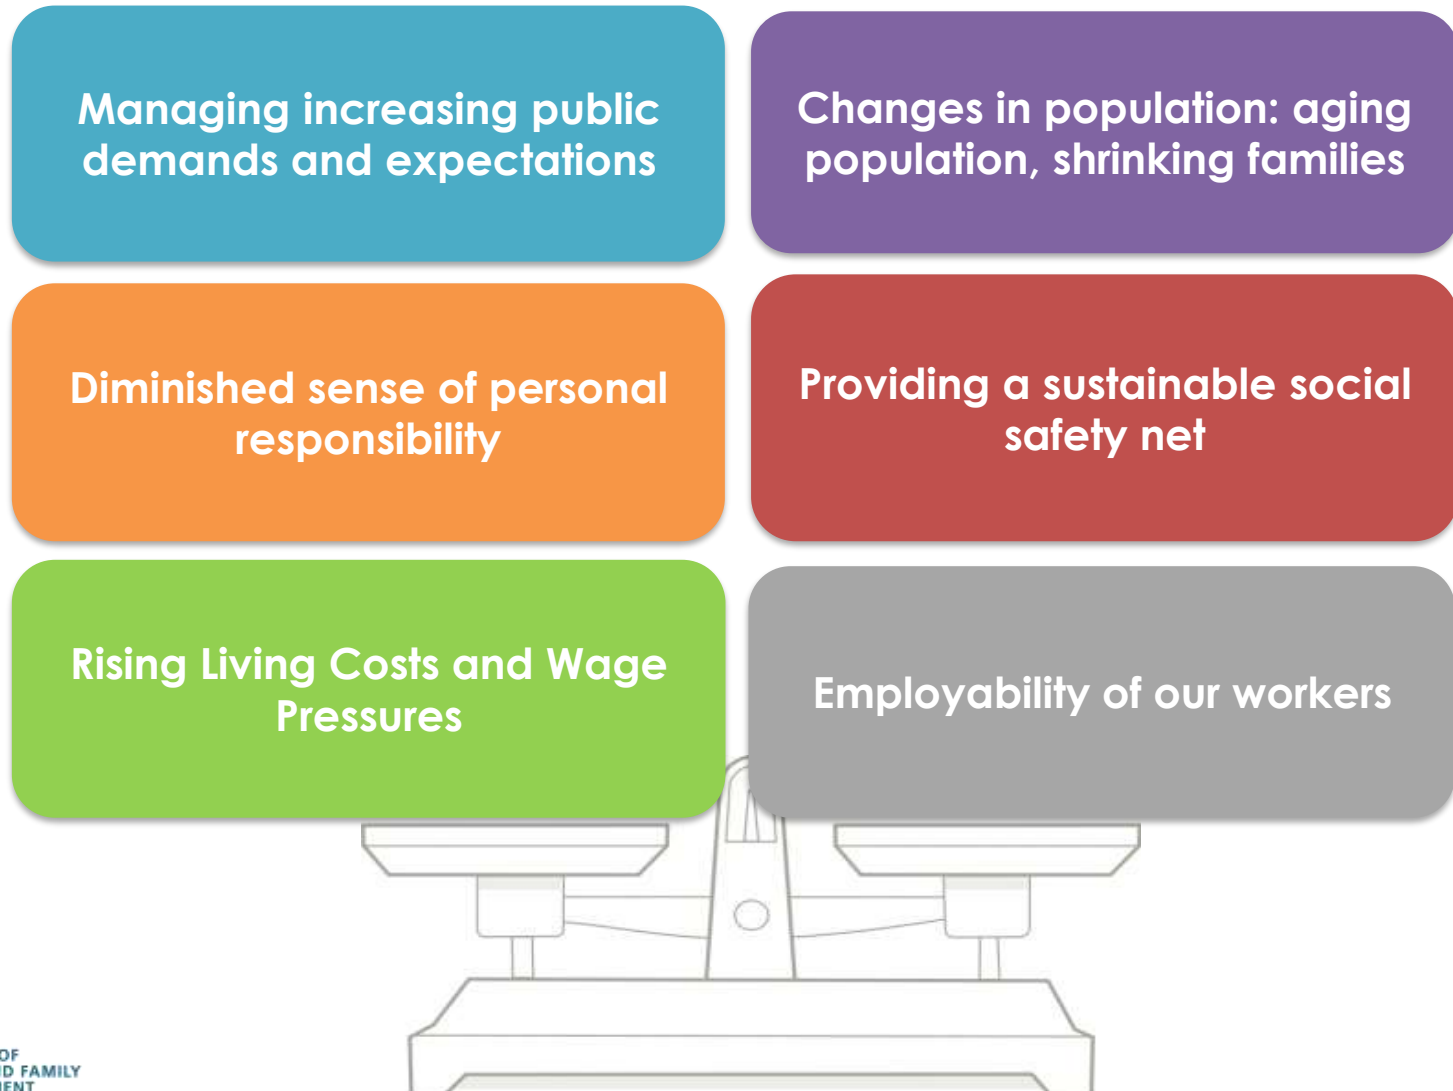 Managing increasing public
demands and expectations
Changes in population: aging
population, shrinking families
Diminished sense of personal
responsibility
Providing a sustainable social
safety net
Rising Living Costs and Wage
Pressures
Employability of our workers
OF
D FAMILY
MENT